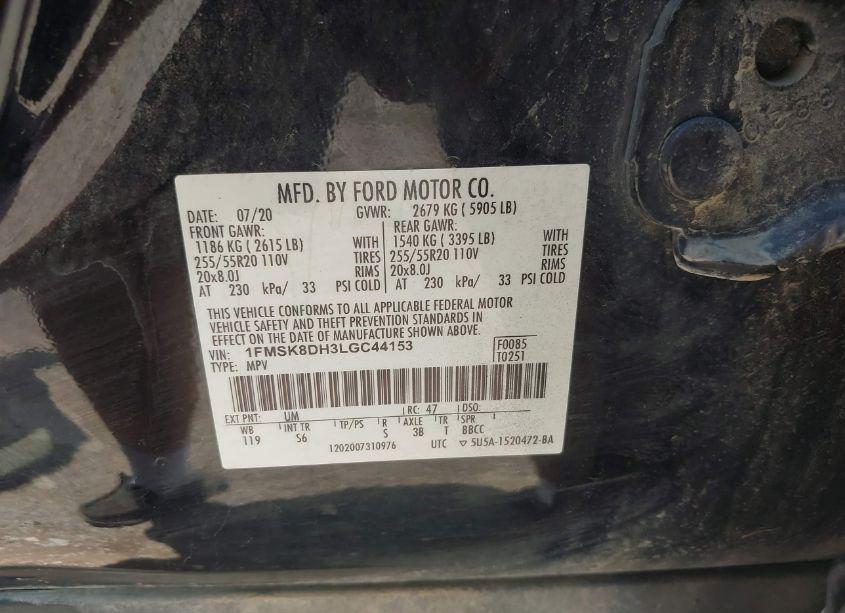 MFD. BY FORD MOTOR CO.
DATE: 07/20 GVWR: 2679 KG ( 5905 LB)
FRONT GAWR: REAR GAWR:
1186 KG ( 2615 LB) WITH 1540 KG ( 3395 LB) WITH
255/55R20 110V TIRES 255/55R20 110V TIRES
20x8.0J RIMS 20x8.0J RIMS
AT 230 kPa/ 33 PSI COLD AT 230 kPa/ 33 PSI COLD
THIS VEHICLE CONFORMS TO ALL APPLICABLE FEDERAL MOTOR
VEHICLE SAFETY AND THEFT PREVENTION STANDARDS IN
EFFECT ON THE DATE OF MANUFACTURE SHOWN ABOVE.
VIN: 1FMSK8DH3LGC44153 F0085
TYPE: MPV T0251
EXT PNT: UM RC: 47 DSO:
WB INT TR TP/PS R AXLE TR SPR
119 S6 S 3B T BBCC
1202007310976 UTC ▽ 5U5A-1520472-BA